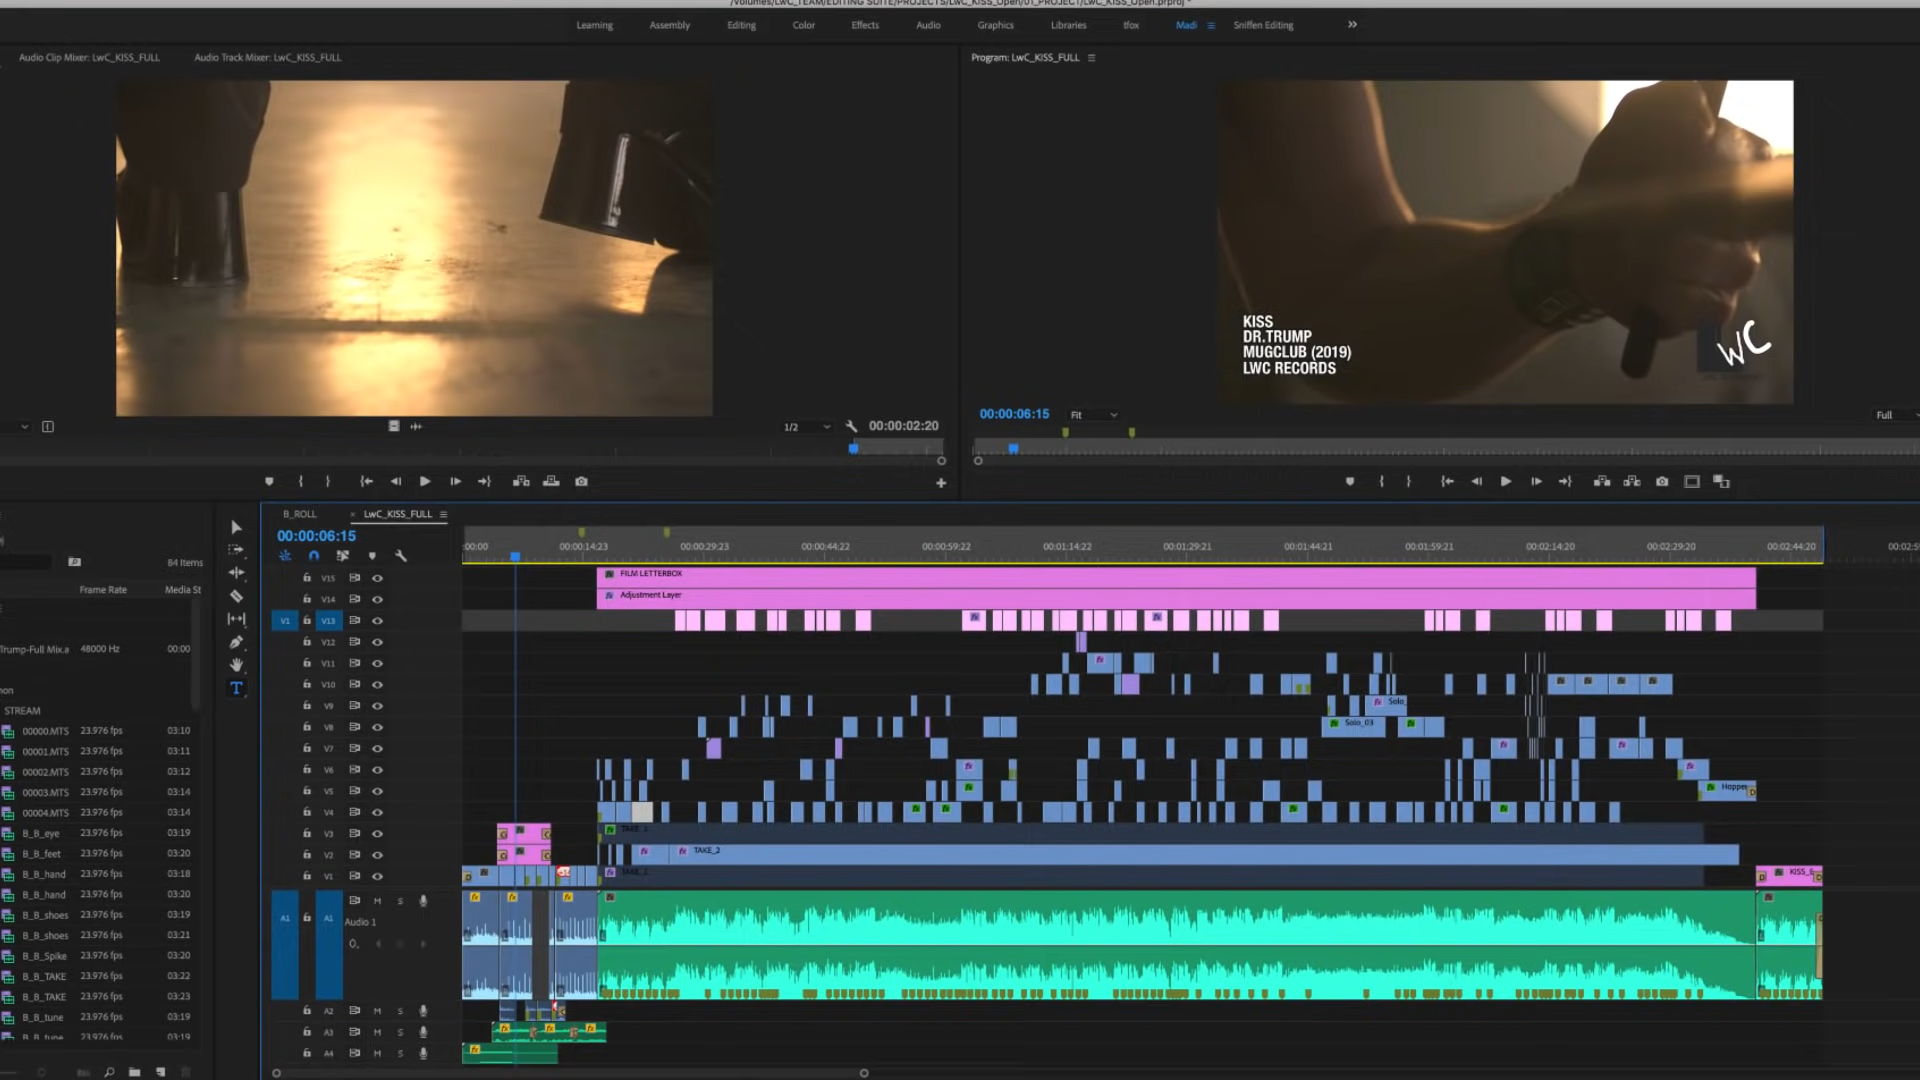 /Volumes/LwC_TEAM/EDITING SUITE/PROJECTS/LwC_KISS_Open/01_PROJECT/LwC_KISS_Open.prproj *
Learning Assembly Editing Color Effects Audio Graphics Libraries tfox Madi Sniffen Editing
Audio Clip Mixer: LwC_KISS_FULL Audio Track Mixer: LwC_KISS_FULL
Program: LwC_KISS_FULL
KISS
DR.TRUMP
MUGCLUB (2019)
LWC RECORDS
WC
1/2 00:00:02:20
00:00:06:15 Fit Full
B_ROLL × LwC_KISS_FULL
00:00:06:15
:00:00 00:00:14:23 00:00:29:23 00:00:44:22 00:00:59:22 00:01:14:22 00:01:29:21 00:01:44:21 00:01:59:21 00:02:14:20 00:02:29:20 00:02:44:20 00:02:59
84 Items
Frame Rate Media St
Trump-Full Mix.a 48000 Hz 00:00
non
STREAM
00000.MTS 23.976 fps 03:10
00001.MTS 23.976 fps 03:11
00002.MTS 23.976 fps 03:12
00003.MTS 23.976 fps 03:14
00004.MTS 23.976 fps 03:14
B_B_eye 23.976 fps 03:19
B_B_feet 23.976 fps 03:20
B_B_hand 23.976 fps 03:18
B_B_hand 23.976 fps 03:20
B_B_shoes 23.976 fps 03:19
B_B_shoes 23.976 fps 03:21
B_B_Spike 23.976 fps 03:20
B_B_TAKE 23.976 fps 03:22
B_B_TAKE 23.976 fps 03:23
B_B_tune 23.976 fps 03:19
B_B_tune 23.976 fps 03:19
V15 FILM LETTERBOX
V14 Adjustment Layer
V1 V13
V12
V11
V10
V9 Solo_
V8 Solo_03
V7
V6
V5 Hopper
V4
V3
V2 TAKE_2
V1 KISS_E
A1 A1 M S
Audio 1
A2 M S
A3 M S
A4 M S